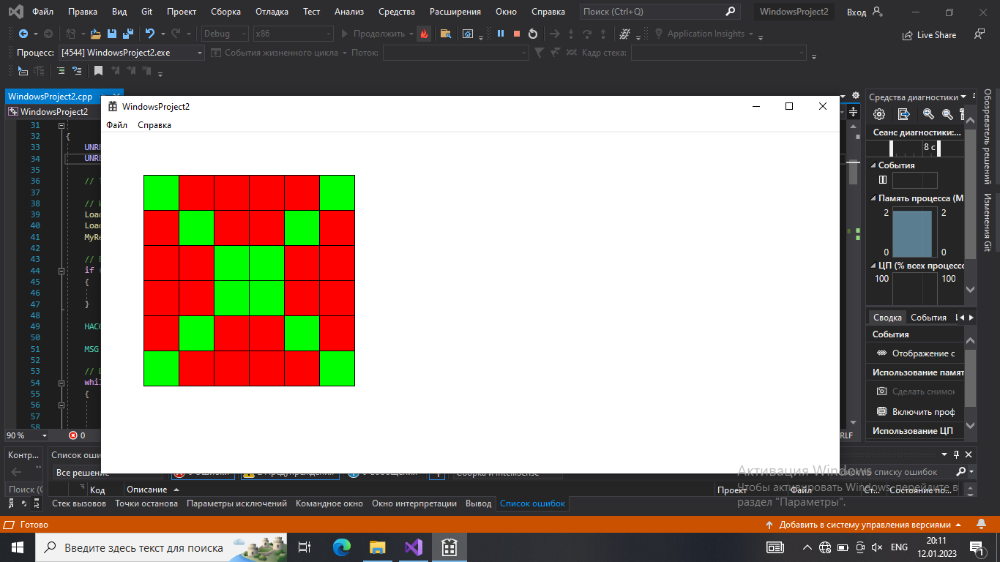 Файл Правка Вид Git Проект Сборка Отладка Тест Анализ Средства Расширения Окно Справка Поиск (Ctrl+Q) WindowsProject2 Вход
Debug x86 Продолжить Application Insights Live Share
Процесс: [4544] WindowsProject2.exe События жизненного цикла Поток: Кадр стека:
WindowsProject2.cpp
WindowsProject2
31
32 {
33 UNRE
34 UNRE
35
36 //
37
38 //
39 Load
40 Load
41 MyRe
42
43 //
44 if
45 {
46
47 }
48
49 HACC
50
51 MSG
52
53 //
54 whil
55 {
56
57
58
90 % 0
WindowsProject2
Файл Справка
Средства диагностики
Сеанс диагностики:...
8 с
События
Память процесса (М
2 2
0 0
ЦП (% всех процессо
100 100
Сводка События
События
Отображение с
Использование памят
Сделать снимок
Включить проф
Использование ЦП
Обозреватель решений
Изменения Git
RLF
Контр...
Поиск (C
Список оши
Все решение
Код Описание Проект Файл Ст... Состояние по...
списку ошибок
Стек вызовов Точки останова Параметры исключений Командное окно Окно интерпретации Вывод Список ошибок
Активация Windows
Чтобы активировать Windows, перейдите в
раздел "Параметры".
Готово Добавить в систему управления версиями
Введите здесь текст для поиска ENG 20:11
12.01.2023
1